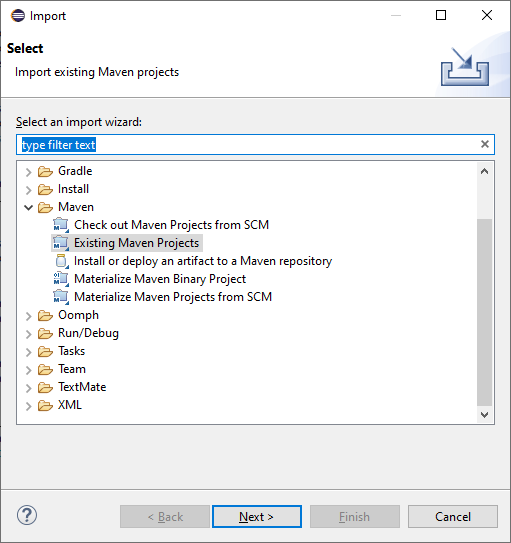 Import
Select
Import existing Maven projects
Select an import wizard:
type filter text
Gradle
Install
Maven
Check out Maven Projects from SCM
Existing Maven Projects
Install or deploy an artifact to a Maven repository
Materialize Maven Binary Project
Materialize Maven Projects from SCM
Oomph
Run/Debug
Tasks
Team
TextMate
XML
? < Back Next > Finish Cancel